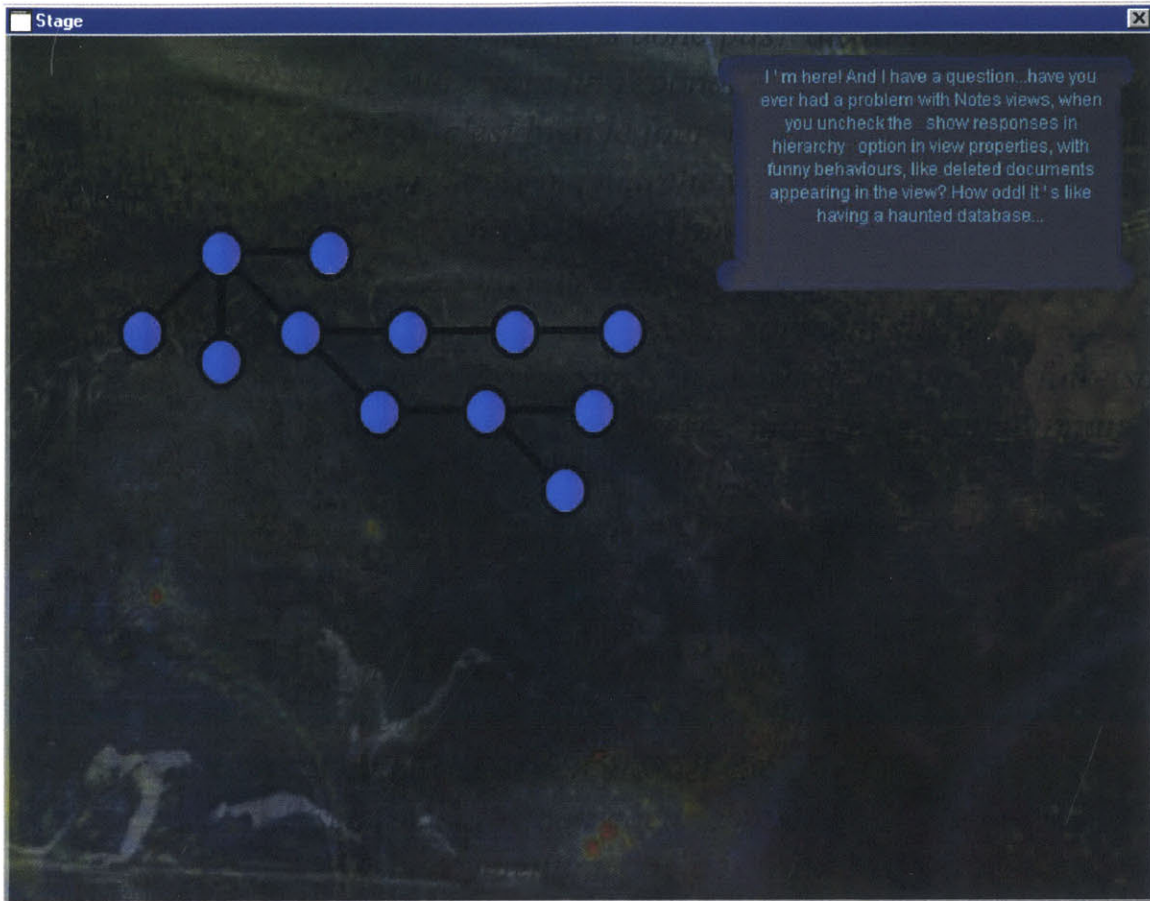 Stage
I ' m here! And I have a question...have you
ever had a problem with Notes views, when
you uncheck the show responses in
hierarchy option in view properties, with
funny behaviours, like deleted documents
appearing in the view? How odd! It ' s like
having a haunted database...